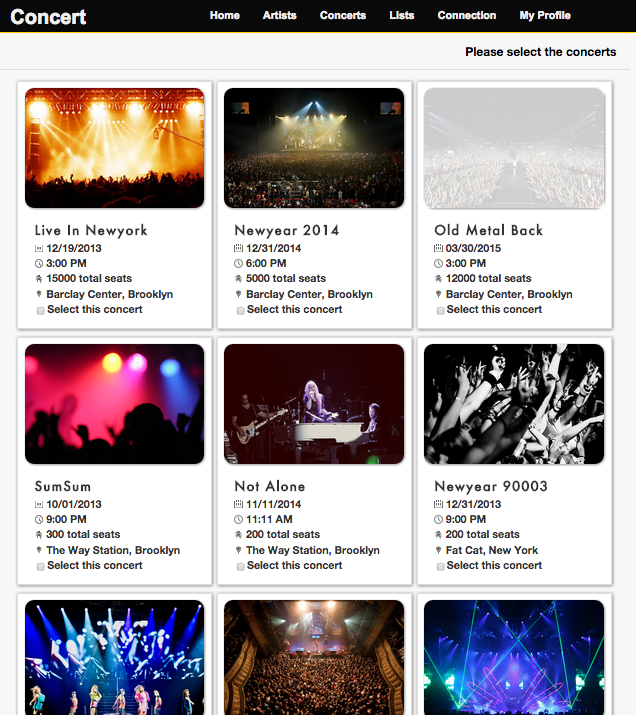 Concert
Home Artists Concerts Lists Connection My Profile
Please select the concerts
Live In Newyork
12/19/2013
3:00 PM
15000 total seats
Barclay Center, Brooklyn
Select this concert
Newyear 2014
12/31/2014
6:00 PM
5000 total seats
Barclay Center, Brooklyn
Select this concert
Old Metal Back
03/30/2015
3:00 PM
12000 total seats
Barclay Center, Brooklyn
Select this concert
SumSum
10/01/2013
9:00 PM
300 total seats
The Way Station, Brooklyn
Select this concert
Not Alone
11/11/2014
11:11 AM
200 total seats
The Way Station, Brooklyn
Select this concert
Newyear 90003
12/31/2013
9:00 PM
200 total seats
Fat Cat, New York
Select this concert